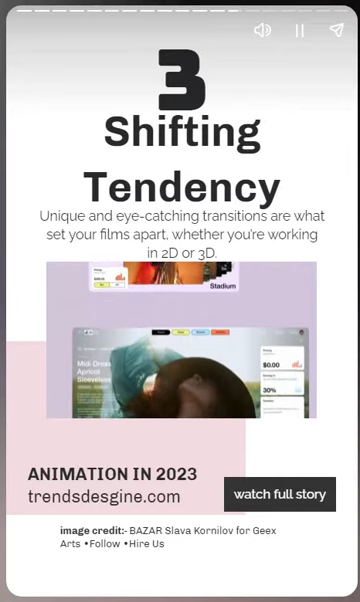 3
Shifting
Tendency
Unique and eye-catching transitions are what
set your films apart, whether you're working
in 2D or 3D.
Stadium
Midi Dress
Apricot
Sleeveless
$0.00
30%
ANIMATION IN 2023
trendsdesgine.com
watch full story
image credit:- BAZAR Slava Kornilov for Geex
Arts •Follow •Hire Us